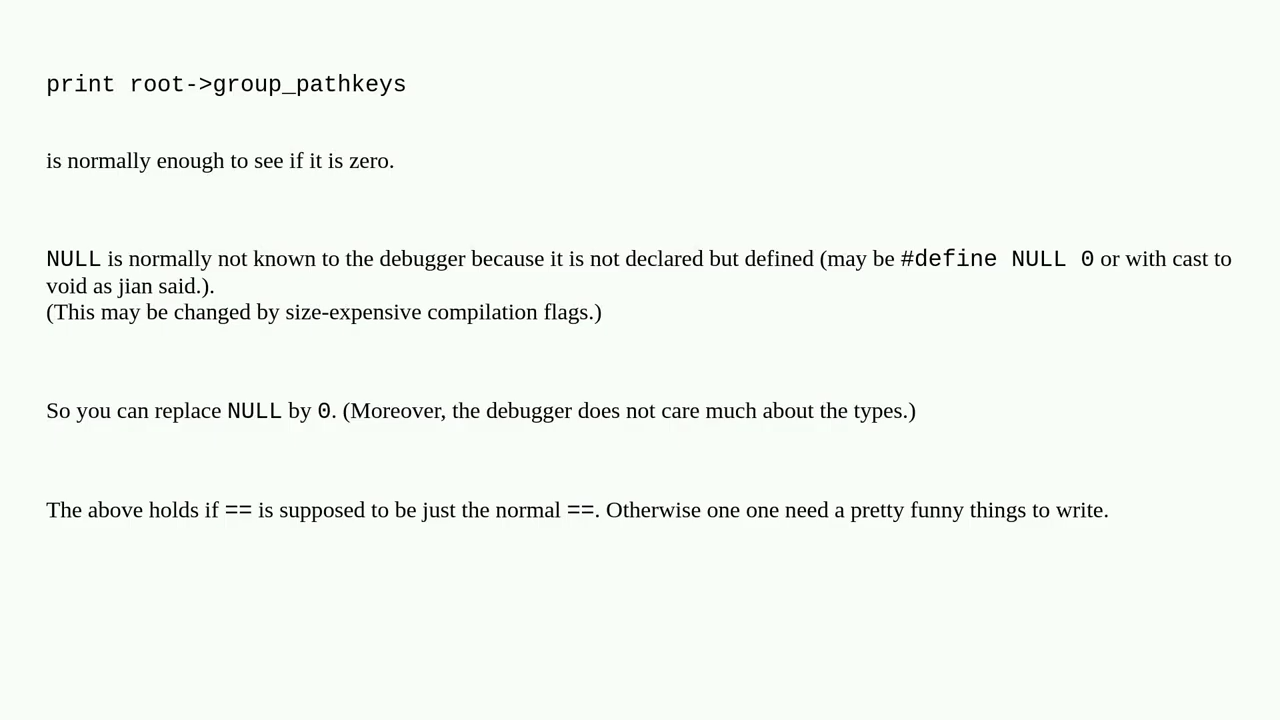 print root->group_pathkeys
is normally enough to see if it is zero.
NULL is normally not known to the debugger because it is not declared but defined (may be #define NULL 0 or with cast to
void as jian said.).
(This may be changed by size-expensive compilation flags.)
So you can replace NULL by 0. (Moreover, the debugger does not care much about the types.)
The above holds if == is supposed to be just the normal ==. Otherwise one one need a pretty funny things to write.